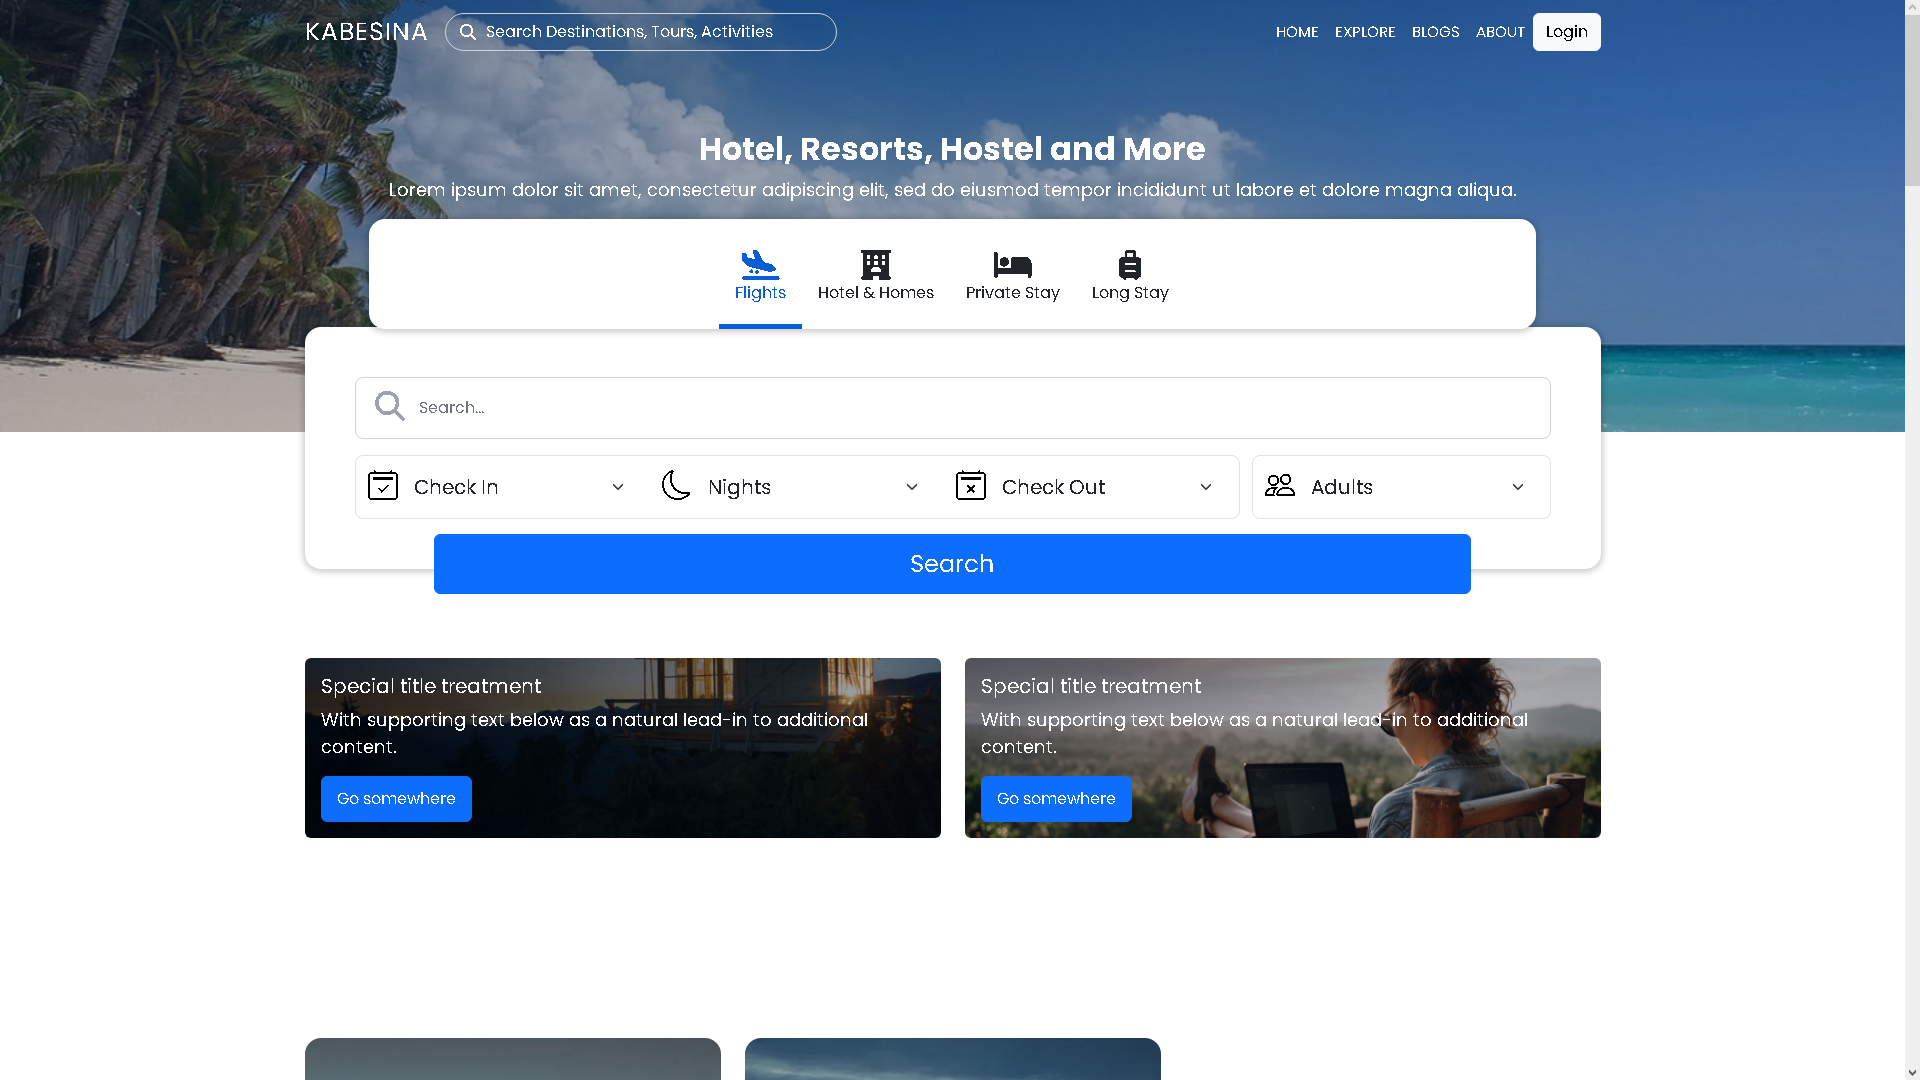 KABESINA
Search Destinations, Tours, Activities
HOME
EXPLORE
BLOGS
ABOUT
Login
Hotel, Resorts, Hostel and More
Lorem ipsum dolor sit amet, consectetur adipiscing elit, sed do eiusmod tempor incididunt ut labore et dolore magna aliqua.
Flights
Hotel & Homes
Private Stay
Long Stay
Search...
Check In
Nights
Check Out
Adults
Search
Special title treatment
With supporting text below as a natural lead-in to additional
content.
Go somewhere
Special title treatment
With supporting text below as a natural lead-in to additional
content.
Go somewhere